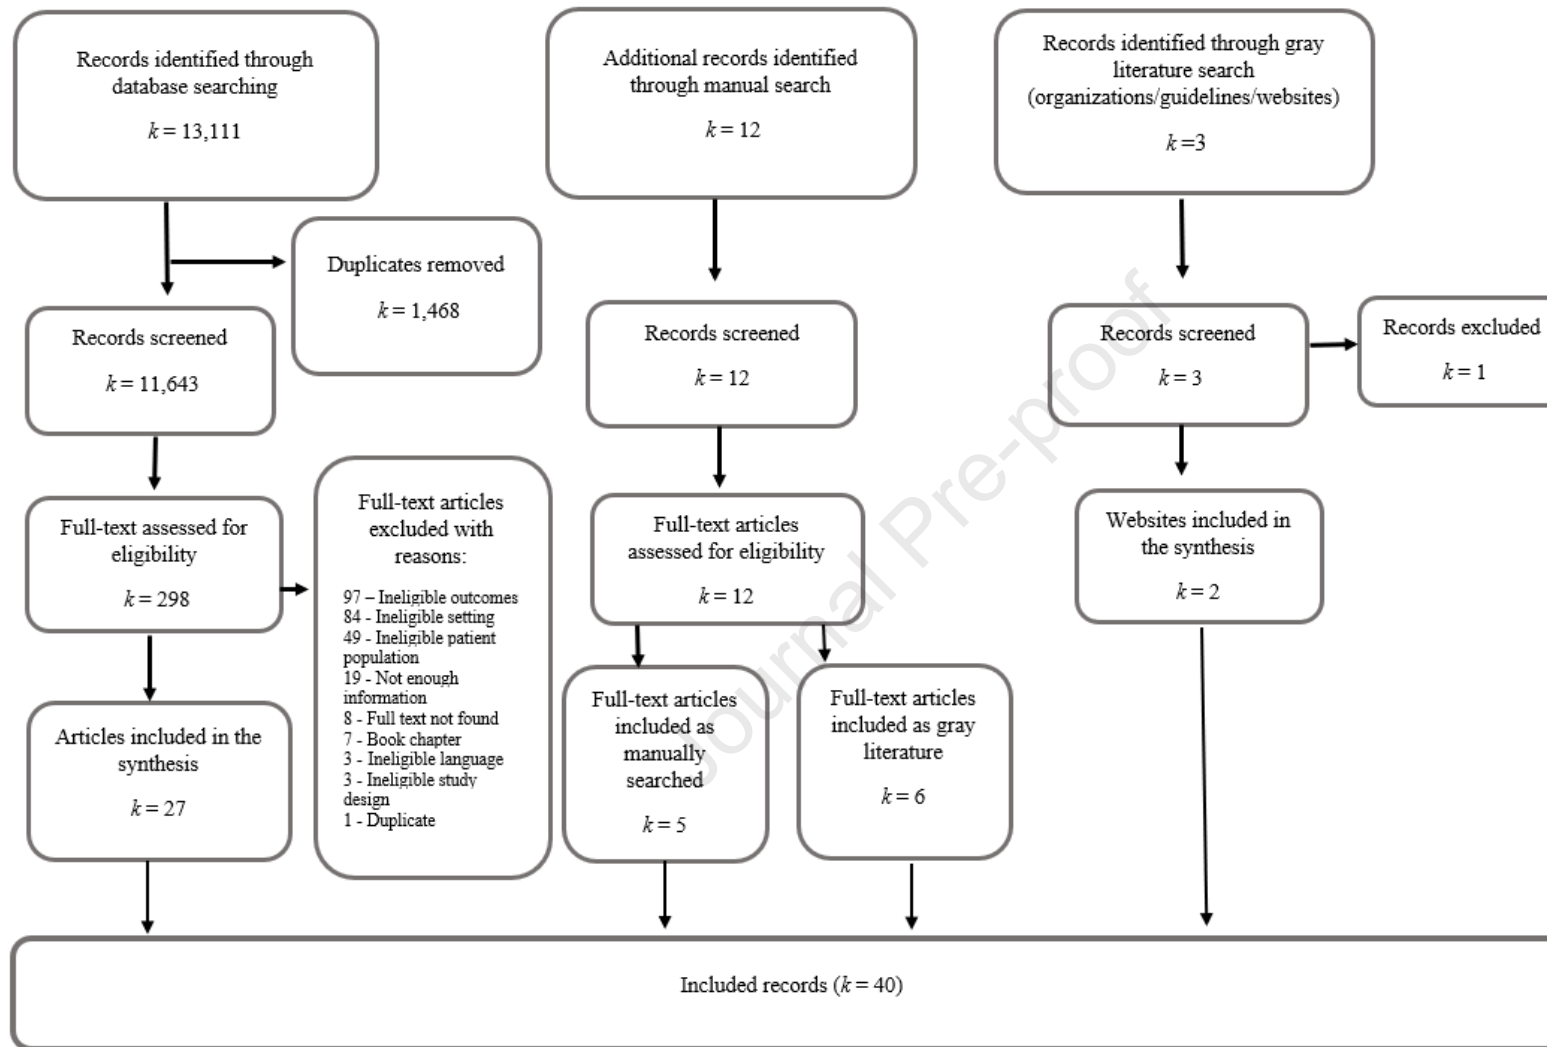 Records identified through
database searching
k = 13,111
Additional records identified
through manual search
k = 12
Records identified through gray
literature search
(organizations/guidelines/websites)
k =3
Duplicates removed
k = 1,468
Records screened
k = 11,643
Records screened
k = 12
Records screened
k = 3
Records excluded
k = 1
Full-text assessed for
eligibility
k = 298
Full-text articles
excluded with
reasons:
97 – Ineligible outcomes
84 - Ineligible setting
49 - Ineligible patient
population
19 - Not enough
information
8 - Full text not found
7 - Book chapter
3 - Ineligible language
3 - Ineligible study
design
1 - Duplicate
Full-text articles
assessed for eligibility
k = 12
Websites included in
the synthesis
k = 2
Articles included in the
synthesis
k = 27
Full-text articles
included as
manually
searched
k = 5
Full-text articles
included as gray
literature
k = 6
Included records (k = 40)
Journal Pre-proof